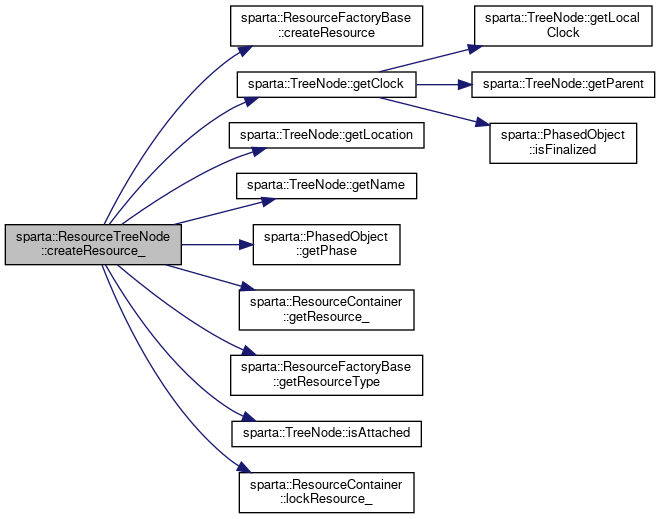 sparta::ResourceTreeNode
::createResource_
sparta::ResourceFactoryBase
::createResource
sparta::TreeNode::getClock
sparta::TreeNode::getLocal
Clock
sparta::TreeNode::getParent
sparta::PhasedObject
::isFinalized
sparta::TreeNode::getLocation
sparta::TreeNode::getName
sparta::PhasedObject
::getPhase
sparta::ResourceContainer
::getResource_
sparta::ResourceFactoryBase
::getResourceType
sparta::TreeNode::isAttached
sparta::ResourceContainer
::lockResource_